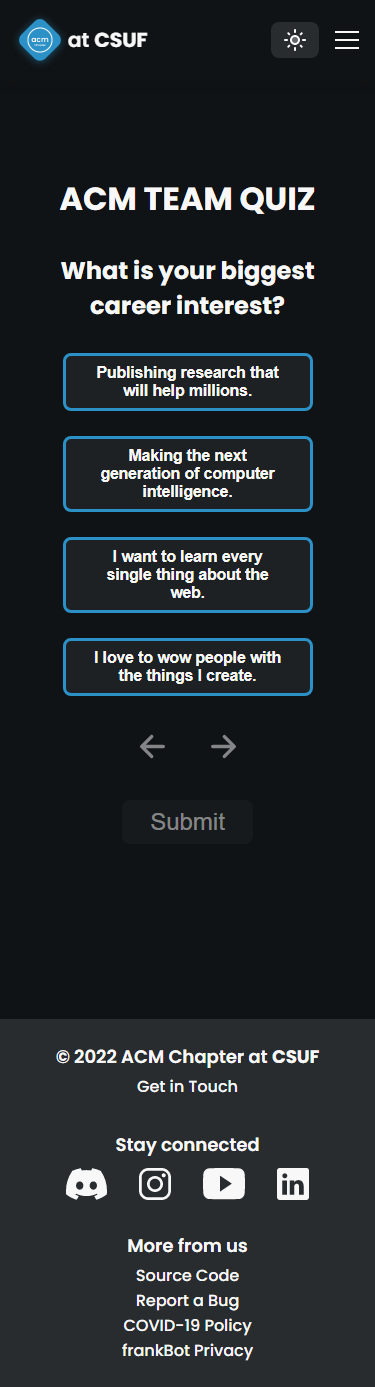 acm
at CSUF
ACM TEAM QUIZ
What is your biggest
career interest?
Publishing research that
will help millions.
Making the next
generation of computer
intelligence.
I want to learn every
single thing about the
web.
I love to wow people with
the things I create.
Submit
© 2022 ACM Chapter at CSUF
Get in Touch
Stay connected
in
More from us
Source Code
Report a Bug
COVID-19 Policy
frankBot Privacy